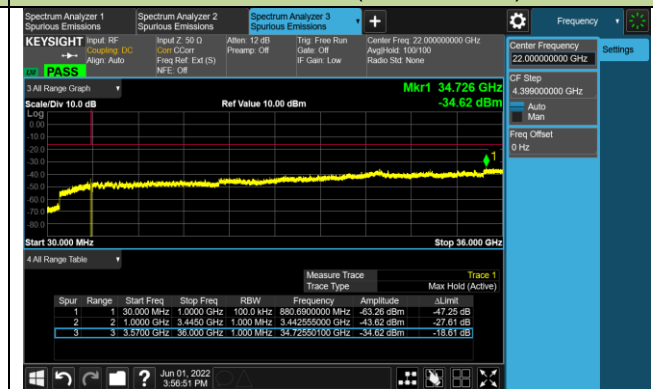 Spectrum Analyzer 1
Spurious Emissions
Spectrum Analyzer 2
Spurious Emissions
Spectrum Analyzer 3
Spurious Emissions
Frequency
KEYSIGHT
Input: RF
Coupling: DC
Align: Auto
Input Z: 50 Ω
Corr CCorr
Freq Ref: Ext (S)
NFE: Off
Atten: 12 dB
Preamp: Off
Trig: Free Run
Gate: Off
IF Gain: Low
Center Freq: 22.000000000 GHz
Avg|Hold: 100/100
Radio Std: None
PASS
Center Frequency
22.000000000 GHz
Settings
CF Step
4.399000000 GHz
Auto
Man
Freq Offset
0 Hz
3 All Range Graph
Mkr1 34.726 GHz
Scale/Div 10.0 dB
Ref Value 10.00 dBm
-34.62 dBm
Log
0.00
-10.0
-20.0
-30.0
-40.0
-50.0
-60.0
-70.0
-80.0
1
Start 30.000 MHz
Stop 36.000 GHz
4 All Range Table
Measure Trace
Trace 1
Trace Type
Max Hold (Active)
Spur Range Start Freq Stop Freq RBW Frequency Amplitude ΔLimit
1 1 30.000 MHz 1.0000 GHz 100.0 kHz 880.6900000 MHz -63.26 dBm -47.25 dB
2 2 1.0000 GHz 3.4450 GHz 1.000 MHz 3.442555000 GHz -43.62 dBm -27.61 dB
3 3 3.5700 GHz 36.000 GHz 1.000 MHz 34.72550100 GHz -34.62 dBm -18.61 dB
Jun 01, 2022
3:56:51 PM